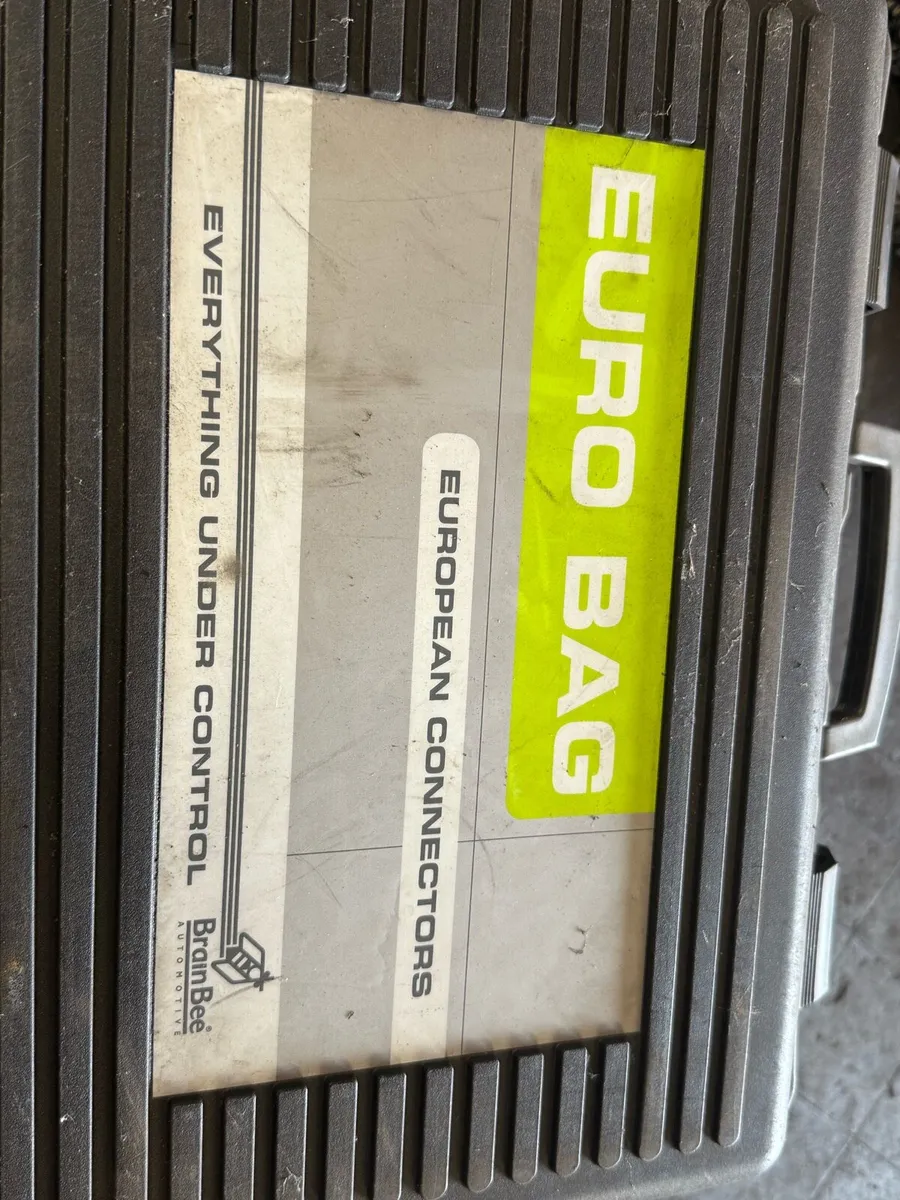 EURO BAG
EUROPEAN CONNECTORS
EVERYTHING UNDER CONTROL
BrainBee®
AUTOMOTIVE